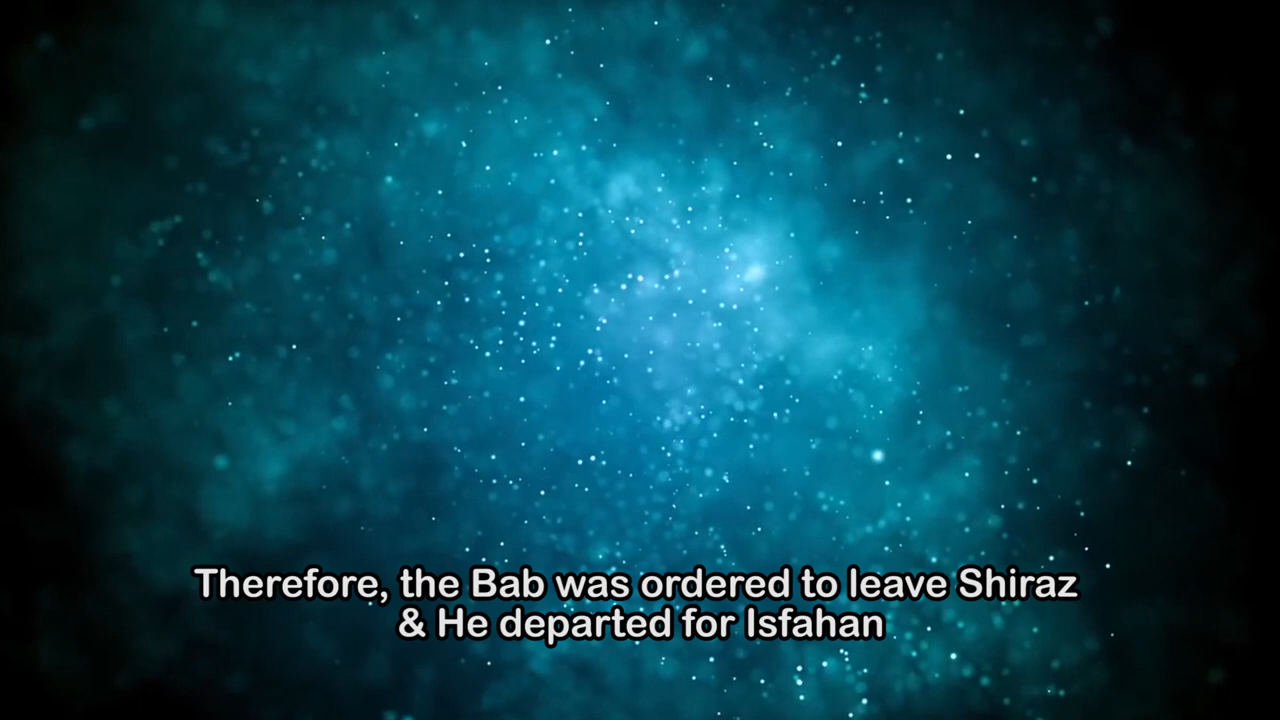 Therefore, the Bab was ordered to leave Shiraz
& He departed for Isfahan